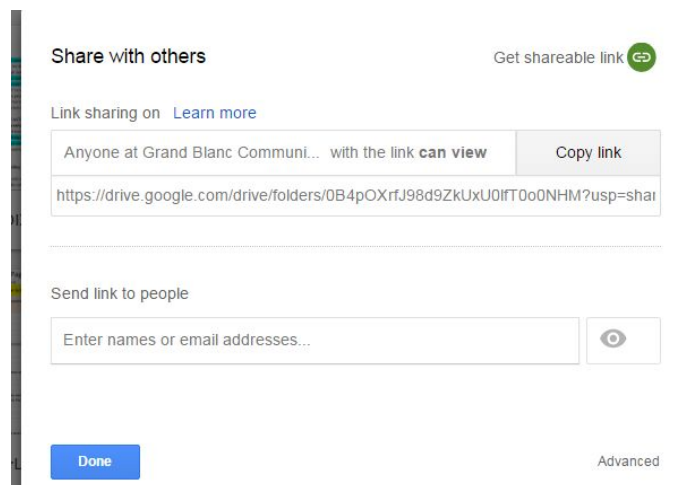 Share with others
Get shareable link
Link sharing on Learn more
Anyone at Grand Blanc Communi... with the link can view
Copy link
https://drive.google.com/drive/folders/0B4pOXrfJ98d9ZkUxU0lfT0o0NHM?usp=shar
Send link to people
Enter names or email addresses...
Done
Advanced